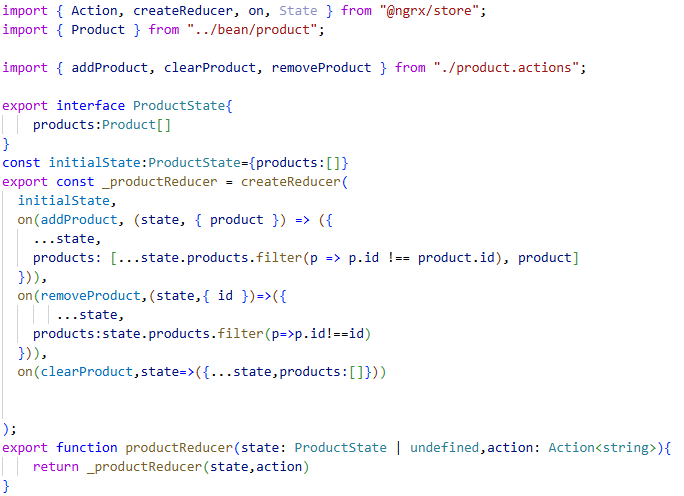 import { Action, createReducer, on, State } from "@ngrx/store";
import { Product } from "../bean/product";

import { addProduct, clearProduct, removeProduct } from "./product.actions";

export interface ProductState{
    products:Product[]
}
const initialState:ProductState={products:[]}
export const _productReducer = createReducer(
  initialState,
  on(addProduct, (state, { product }) => ({
    ...state,
    products: [...state.products.filter(p => p.id !== product.id), product]
  })),
  on(removeProduct,(state,{ id })=>({
       ...state,
    products:state.products.filter(p=>p.id!==id)
  })),
  on(clearProduct,state=>({...state,products:[]}))


);
export function productReducer(state: ProductState | undefined,action: Action<string>){
    return _productReducer(state,action)
}